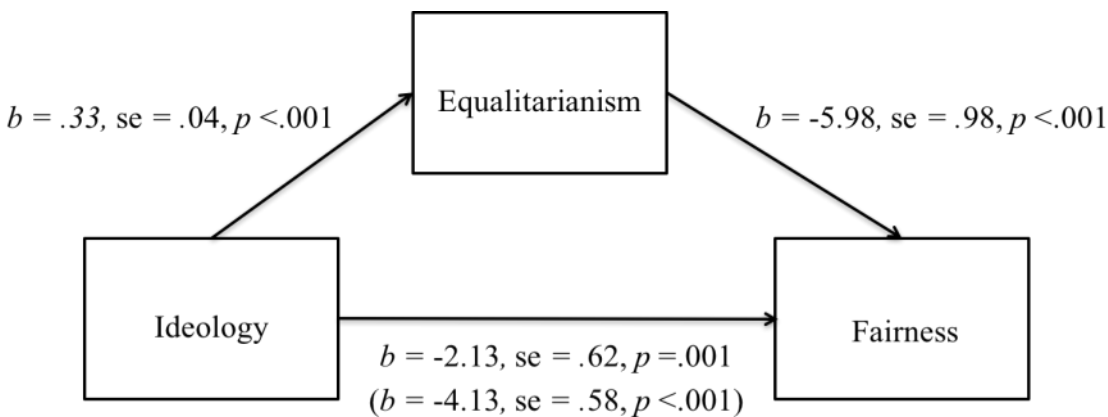 Equalitarianism
b = .33, se = .04, p <.001
b = -5.98, se = .98, p <.001
Ideology
Fairness
b = -2.13, se = .62, p =.001
(b = -4.13, se = .58, p <.001)